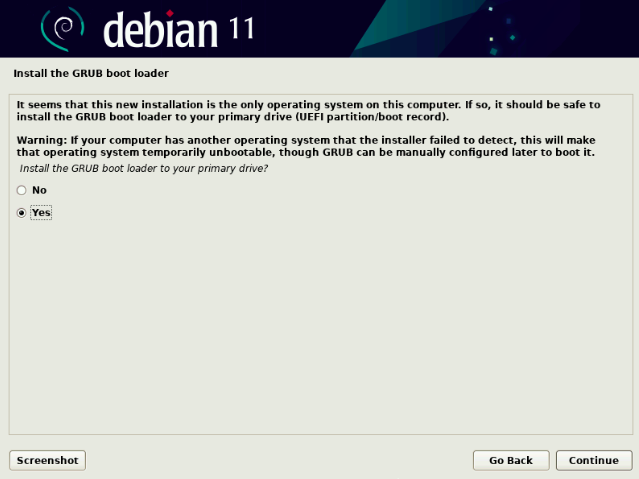 debian 11
Install the GRUB boot loader
It seems that this new installation is the only operating system on this computer. If so, it should be safe to
install the GRUB boot loader to your primary drive (UEFI partition/boot record).
Warning: If your computer has another operating system that the installer failed to detect, this will make
that operating system temporarily unbootable, though GRUB can be manually configured later to boot it.
Install the GRUB boot loader to your primary drive?
No
Yes
Screenshot
Go Back
Continue